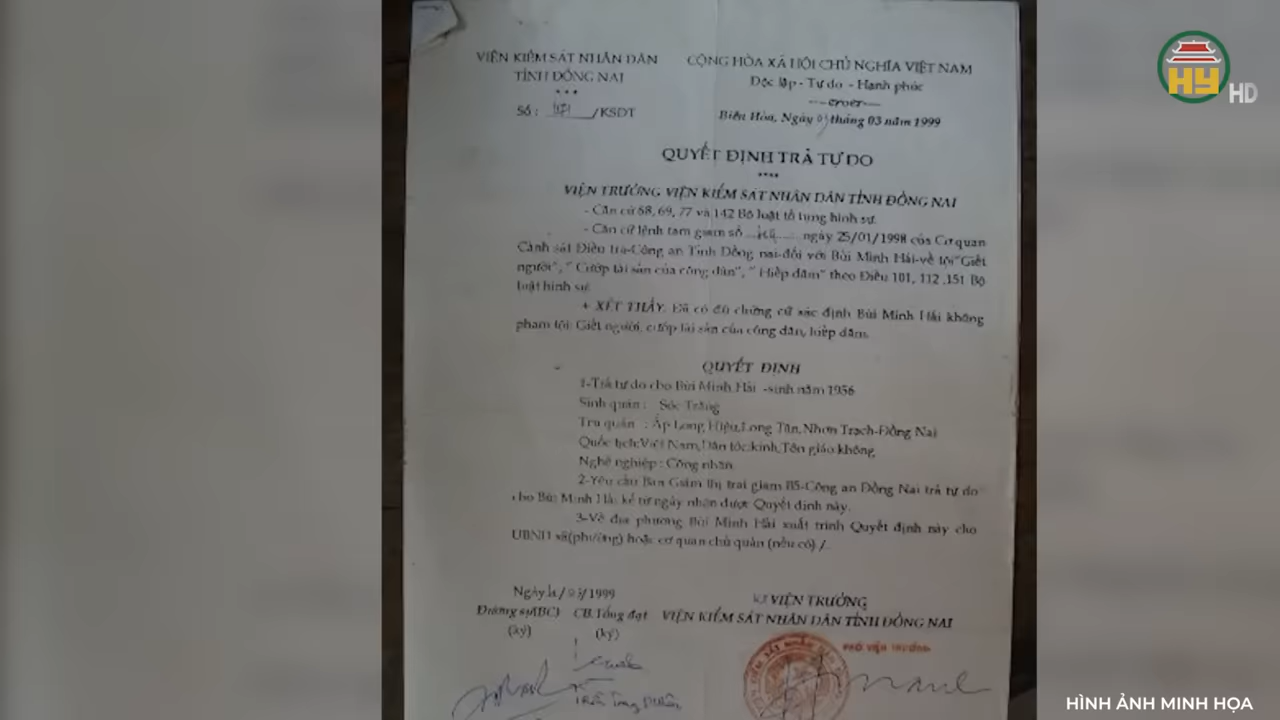 VIỆN KIỂM SÁT NHÂN DÂN
TỈNH ĐỒNG NAI
Số : /KSĐT
CỘNG HÒA XÃ HỘI CHỦ NGHĨA VIỆT NAM
Độc lập - Tự do - Hạnh phúc
Biên Hòa, Ngày tháng 03 năm 1999
HY HD
QUYẾT ĐỊNH TRẢ TỰ DO
VIỆN TRƯỞNG VIỆN KIỂM SÁT NHÂN DÂN TỈNH ĐỒNG NAI
- Căn cứ 68, 69, 77 và 142 Bộ luật tố tụng hình sự.
- Căn cứ lệnh tạm giam số ngày 25/01/1998 của Cơ quan
Cảnh sát Điều tra-Công an Tỉnh Đồng nai-đối với Bùi Minh Hải-về tội"Giết
người", " Cướp tài sản của công dân", " Hiếp dâm" theo Điều 101, 112 ,151 Bộ
luật hình sự.
+ XÉT THẤY: Đã có đủ chứng cứ xác định Bùi Minh Hải không
phạm tội: Giết người, cướp tài sản của công dân, hiếp dâm.
QUYẾT ĐỊNH
1-Trả tự do cho Bùi Minh Hải -sinh năm 1956
Sinh quán : Sóc Trăng
Trú quán : Ấp Long Hiệu,Long Tân,Nhơn Trạch-Đồng Nai
Quốc tịch:Việt Nam,Dân tộc:kinh,Tôn giáo:không
Nghề nghiệp : Công nhân
2-Yêu cầu Ban Giám thị trại giam B5-Công an Đồng Nai trả tự do
cho Bùi Minh Hải kể từ ngày nhận được Quyết định này.
3-Về địa phương Bùi Minh Hải xuất trình Quyết định này cho
UBND xã(phường) hoặc cơ quan chủ quản (nếu có) /.
Ngày /03/1999
Đương sự(BC) CB.Tống đạt
(ký) (ký)
KT VIỆN TRƯỞNG
VIỆN KIỂM SÁT NHÂN DÂN TỈNH ĐỒNG NAI
PHÓ VIỆN TRƯỞNG
HÌNH ẢNH MINH HỌA